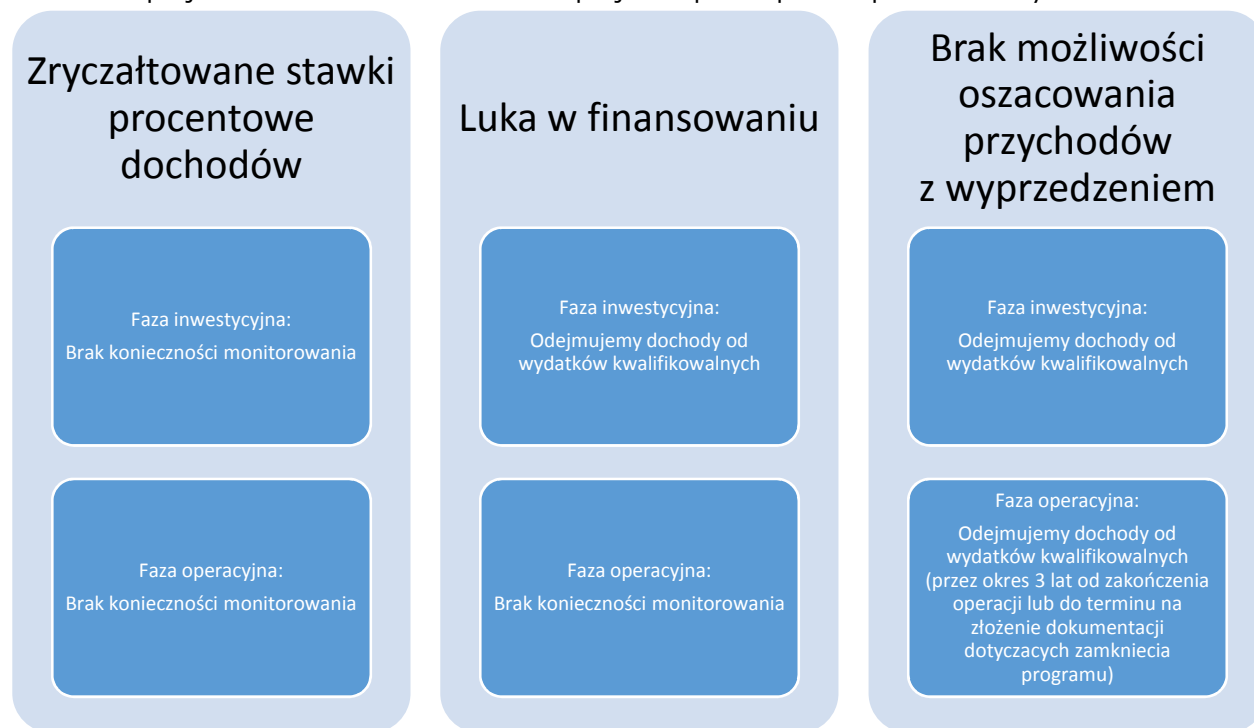 Zryczałtowane stawki
procentowe
dochodów
Faza inwestycyjna:
Brak konieczności monitorowania
Faza operacyjna:
Brak konieczności monitorowania
Luka w finansowaniu
Faza inwestycyjna:
Odejmujemy dochody od
wydatków kwalifikowalnych
Faza operacyjna:
Brak konieczności monitorowania
Brak możliwości
oszacowania
przychodów
z wyprzedzeniem
Faza inwestycyjna:
Odejmujemy dochody od
wydatków kwalifikowalnych
Faza operacyjna:
Odejmujemy dochody od
wydatków kwalifikowalnych
(przez okres 3 lat od zakończenia
operacji lub do terminu na
złożenie dokumentacji
dotyczacych zamkniecia
programu)